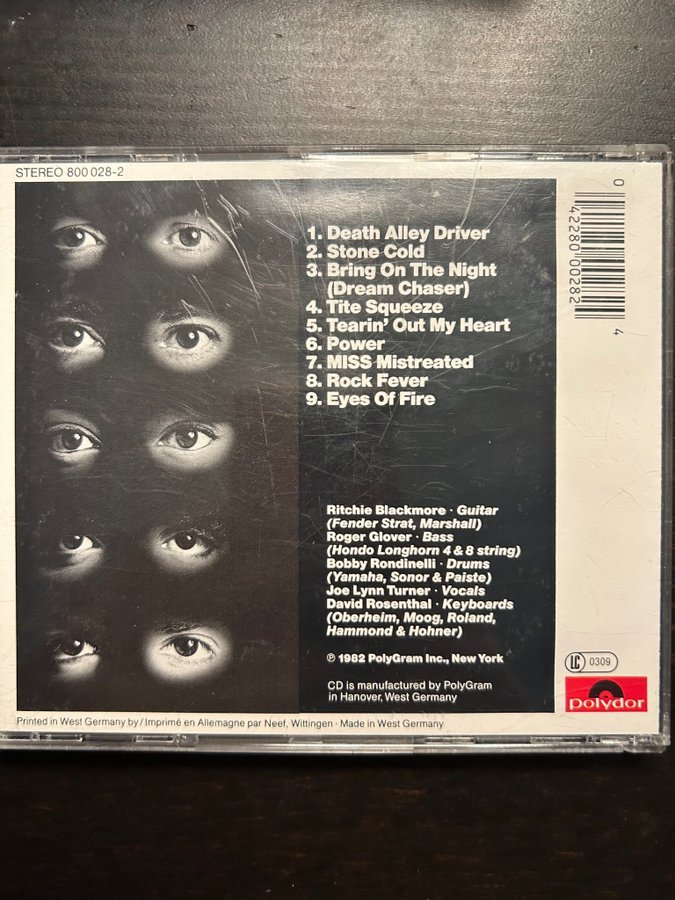 STEREO 800 028-2
1. Death Alley Driver
2. Stone Cold
3. Bring On The Night
(Dream Chaser)
4. Tite Squeeze
5. Tearin' Out My Heart
6. Power
7. MISS Mistreated
8. Rock Fever
9. Eyes Of Fire
0 42280 00282 4
Ritchie Blackmore · Guitar
(Fender Strat, Marshall)
Roger Glover · Bass
(Hondo Longhorn 4 & 8 string)
Bobby Rondinelli · Drums
(Yamaha, Sonor & Paiste)
Joe Lynn Turner · Vocals
David Rosenthal · Keyboards
(Oberheim, Moog, Roland,
Hammond & Hohner)
℗ 1982 PolyGram Inc., New York
CD is manufactured by PolyGram
in Hanover, West Germany
LC 0309
polydor
Printed in West Germany by / Imprimé en Allemagne par Neef, Wittingen · Made in West Germany